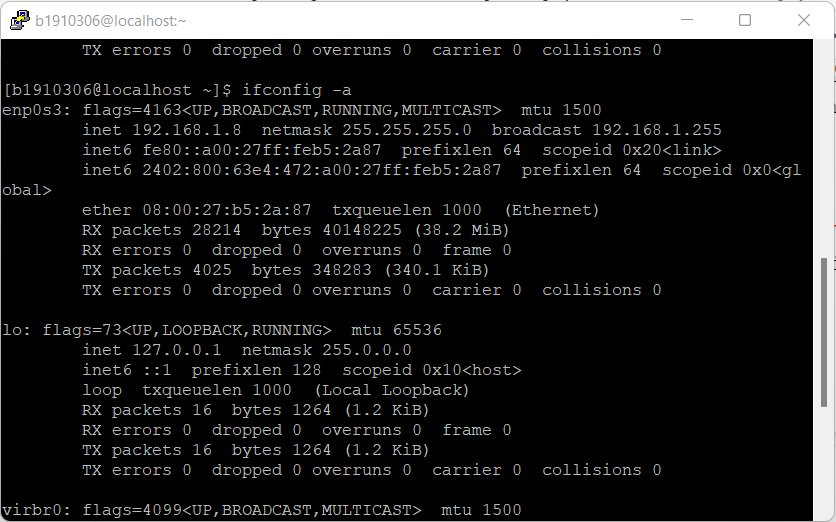 b1910306@localhost:~
        TX errors 0  dropped 0 overruns 0  carrier 0  collisions 0

[b1910306@localhost ~]$ ifconfig -a
enp0s3: flags=4163<UP,BROADCAST,RUNNING,MULTICAST>  mtu 1500
        inet 192.168.1.8  netmask 255.255.255.0  broadcast 192.168.1.255
        inet6 fe80::a00:27ff:feb5:2a87  prefixlen 64  scopeid 0x20<link>
        inet6 2402:800:63e4:472:a00:27ff:feb5:2a87  prefixlen 64  scopeid 0x0<gl
obal>
        ether 08:00:27:b5:2a:87  txqueuelen 1000  (Ethernet)
        RX packets 28214  bytes 40148225 (38.2 MiB)
        RX errors 0  dropped 0  overruns 0  frame 0
        TX packets 4025  bytes 348283 (340.1 KiB)
        TX errors 0  dropped 0 overruns 0  carrier 0  collisions 0

lo: flags=73<UP,LOOPBACK,RUNNING>  mtu 65536
        inet 127.0.0.1  netmask 255.0.0.0
        inet6 ::1  prefixlen 128  scopeid 0x10<host>
        loop  txqueuelen 1000  (Local Loopback)
        RX packets 16  bytes 1264 (1.2 KiB)
        RX errors 0  dropped 0  overruns 0  frame 0
        TX packets 16  bytes 1264 (1.2 KiB)
        TX errors 0  dropped 0 overruns 0  carrier 0  collisions 0

virbr0: flags=4099<UP,BROADCAST,MULTICAST>  mtu 1500